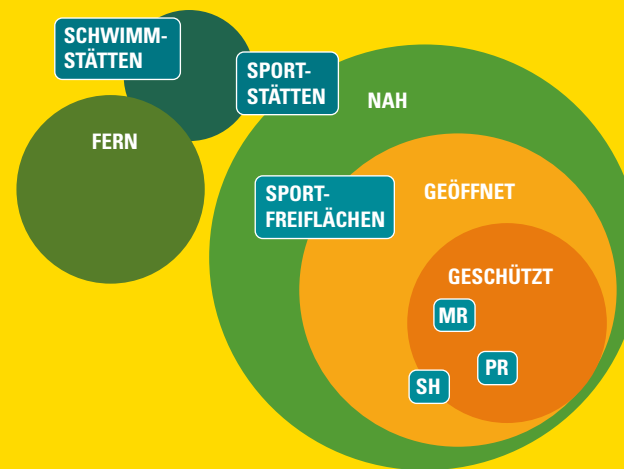 SCHWIMM-
STÄTTEN
SPORT-
STÄTTEN
NAH
FERN
SPORT-
FREIFLÄCHEN
GEÖFFNET
GESCHÜTZT
MR
PR
SH